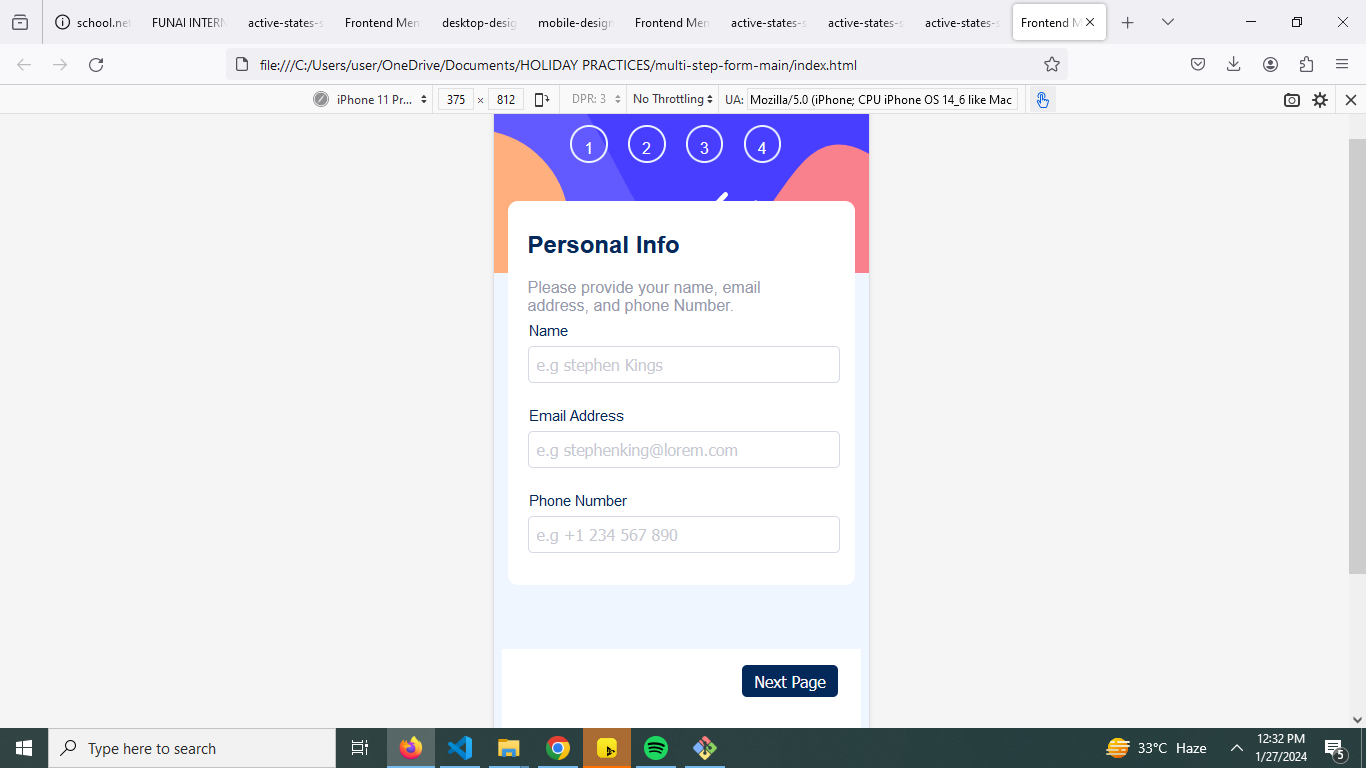 school.ne
FUNAI INTERN
active-states-s
Frontend Men
desktop-desig
mobile-design
Frontend Men
active-states-s
active-states-s
active-states-s
Frontend M
file:///C:/Users/user/OneDrive/Documents/HOLIDAY PRACTICES/multi-step-form-main/index.html
iPhone 11 Pr... 375 × 812 DPR: 3 No Throttling UA: Mozilla/5.0 (iPhone; CPU iPhone OS 14_6 like Mac
1 2 3 4
Personal Info
Please provide your name, email
address, and phone Number.
Name
e.g stephen Kings
Email Address
e.g stephenking@lorem.com
Phone Number
e.g +1 234 567 890
Next Page
Type here to search
33°C Haze
12:32 PM
1/27/2024
5